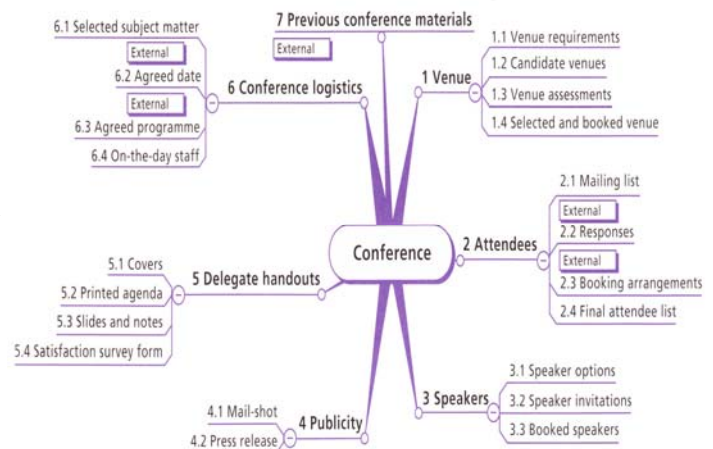 7 Previous conference materials
External
1 Venue
1.1 Venue requirements
1.2 Candidate venues
1.3 Venue assessments
1.4 Selected and booked venue
2 Attendees
2.1 Mailing list
External
2.2 Responses
External
2.3 Booking arrangements
2.4 Final attendee list
3 Speakers
3.1 Speaker options
3.2 Speaker invitations
3.3 Booked speakers
4 Publicity
4.1 Mail-shot
4.2 Press release
5 Delegate handouts
5.1 Covers
5.2 Printed agenda
5.3 Slides and notes
5.4 Satisfaction survey form
6 Conference logistics
6.1 Selected subject matter
External
6.2 Agreed date
External
6.3 Agreed programme
6.4 On-the-day staff
Conference